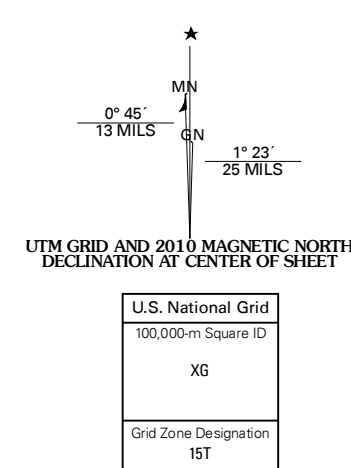 MN
0° 45´
13 MILS
GN
1° 23´
25 MILS
UTM GRID AND 2010 MAGNETIC NORTH
DECLINATION AT CENTER OF SHEET
U.S. National Grid
100,000-m Square ID
XG
Grid Zone Designation
15T